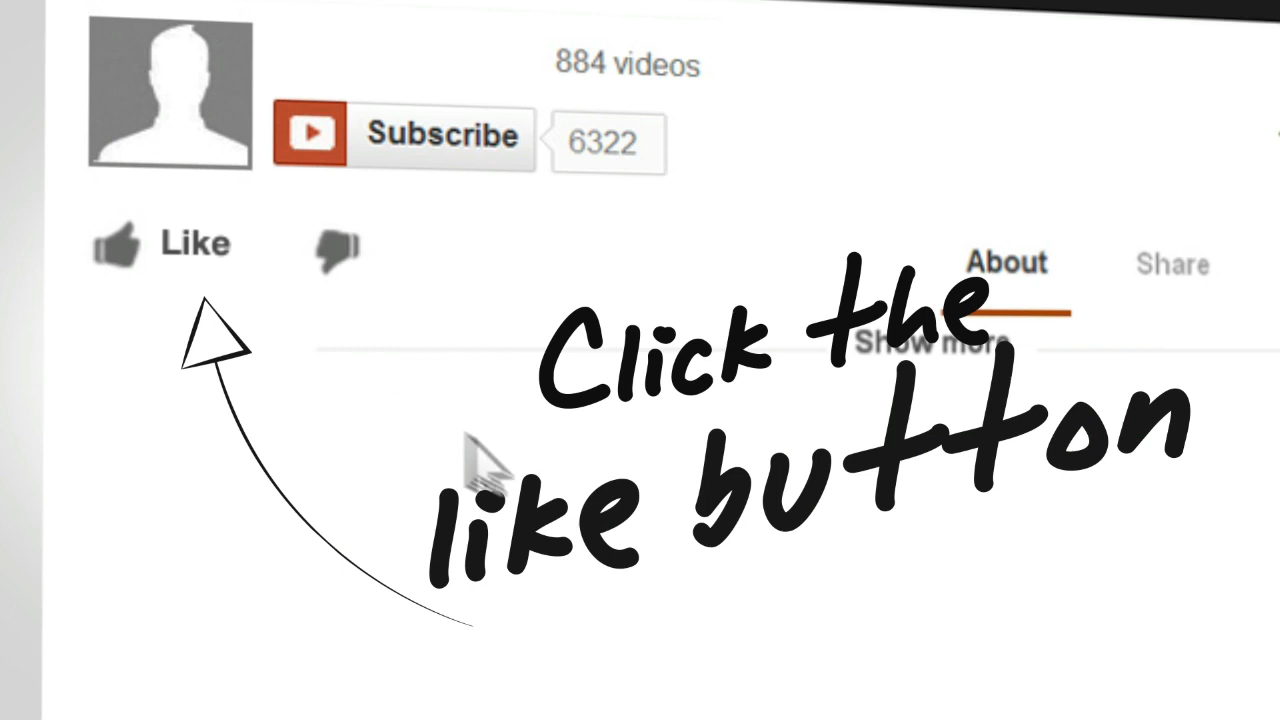 884 videos
Subscribe 6322
Like
About Share
Show more
Click the
like button